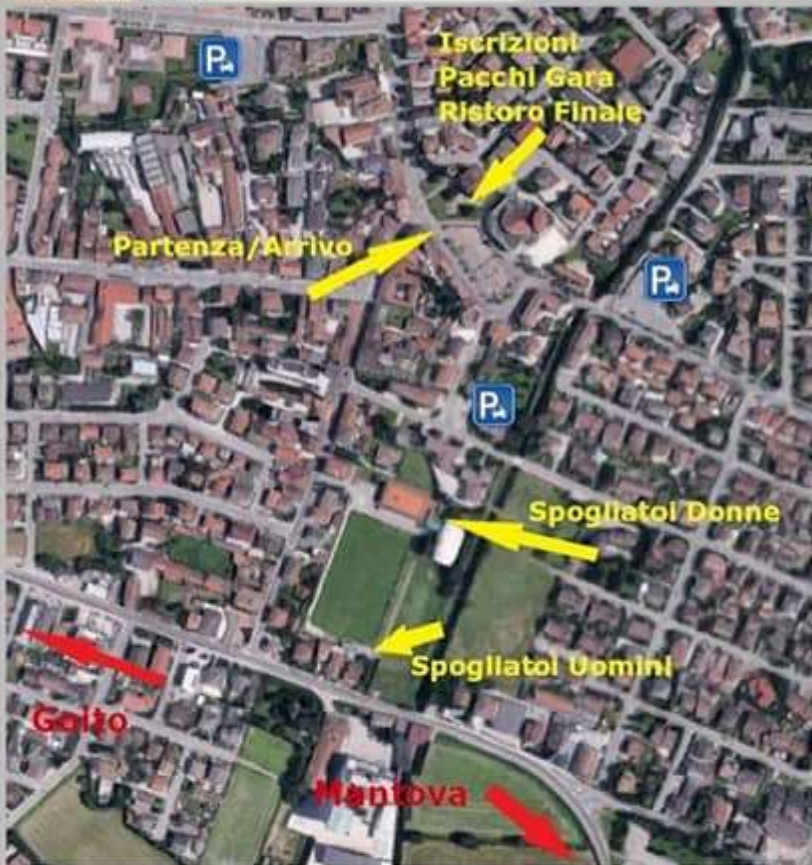 P
Iscrizioni
Pacchi Gara
Ristoro Finale
Partenza/Arrivo
P
P
Spogliatoi Donne
Spogliatoi Uomini
Goito
Mantova